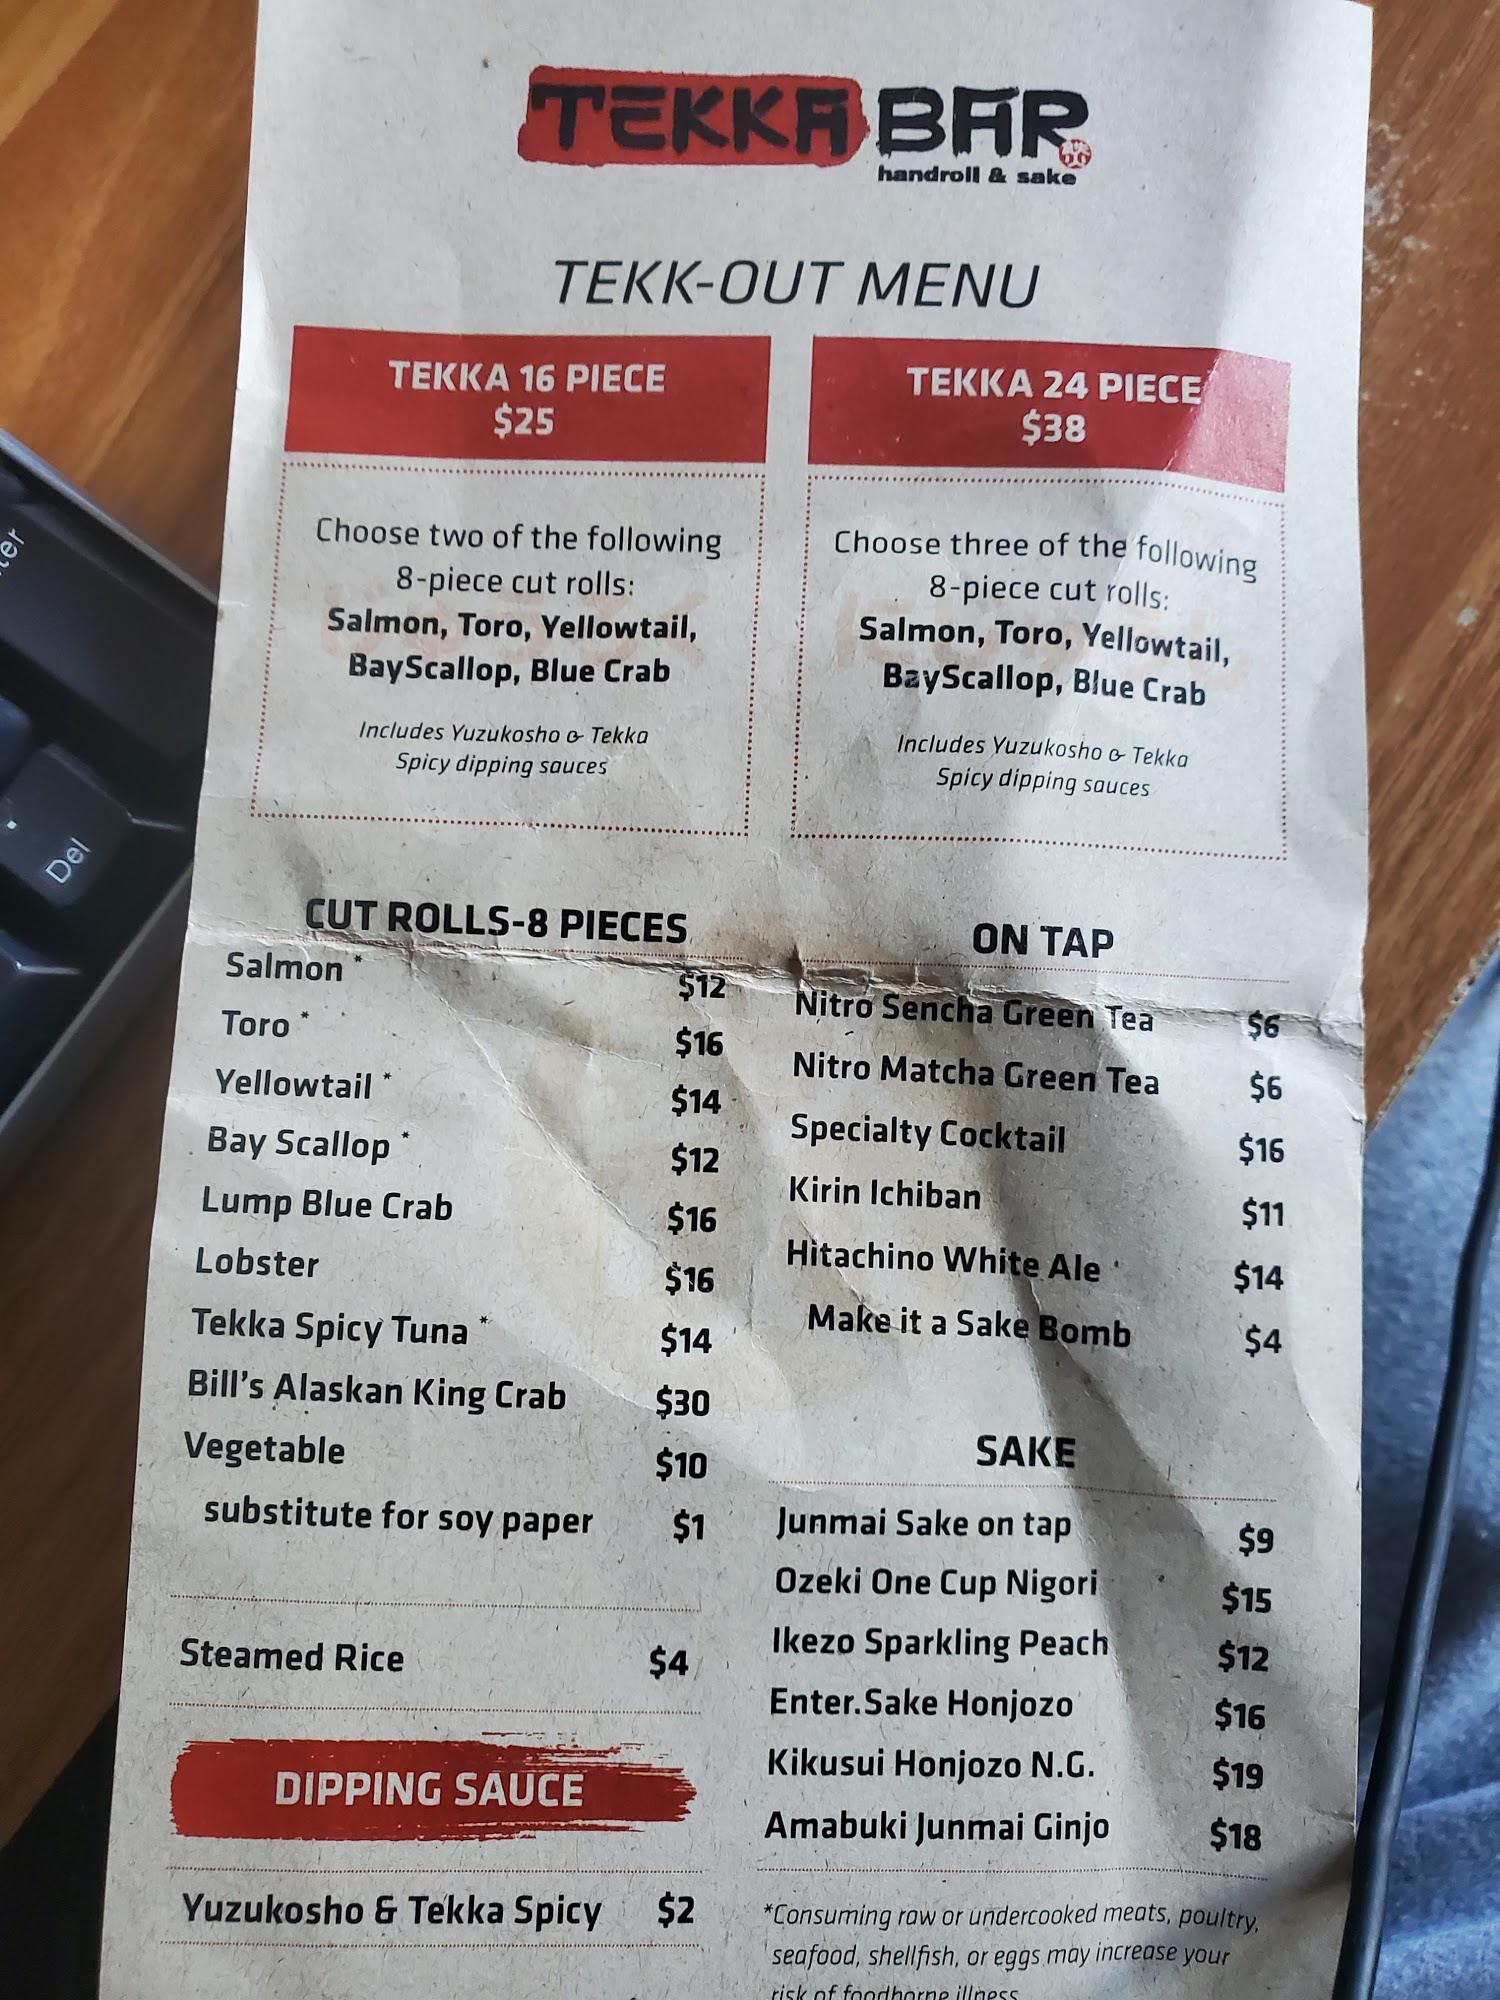 TEKKA BAR
handroll & sake
TEKK-OUT MENU
TEKKA 16 PIECE
$25
Choose two of the following
8-piece cut rolls:
Salmon, Toro, Yellowtail,
BayScallop, Blue Crab
Includes Yuzukosho & Tekka
Spicy dipping sauces
TEKKA 24 PIECE
$38
Choose three of the following
8-piece cut rolls:
Salmon, Toro, Yellowtail,
BayScallop, Blue Crab
Includes Yuzukosho & Tekka
Spicy dipping sauces
CUT ROLLS-8 PIECES
Salmon * $12
Toro * $16
Yellowtail * $14
Bay Scallop * $12
Lump Blue Crab $16
Lobster $16
Tekka Spicy Tuna * $14
Bill's Alaskan King Crab $30
Vegetable $10
substitute for soy paper $1
Steamed Rice $4
DIPPING SAUCE
Yuzukosho & Tekka Spicy $2
ON TAP
Nitro Sencha Green Tea $6
Nitro Matcha Green Tea $6
Specialty Cocktail $16
Kirin Ichiban $11
Hitachino White Ale $14
Make it a Sake Bomb $4
SAKE
Junmai Sake on tap $9
Ozeki One Cup Nigori $15
Ikezo Sparkling Peach $12
Enter.Sake Honjozo $16
Kikusui Honjozo N.G. $19
Amabuki Junmai Ginjo $18
*Consuming raw or undercooked meats, poultry,
seafood, shellfish, or eggs may increase your
risk of foodborne illness
Del
ter